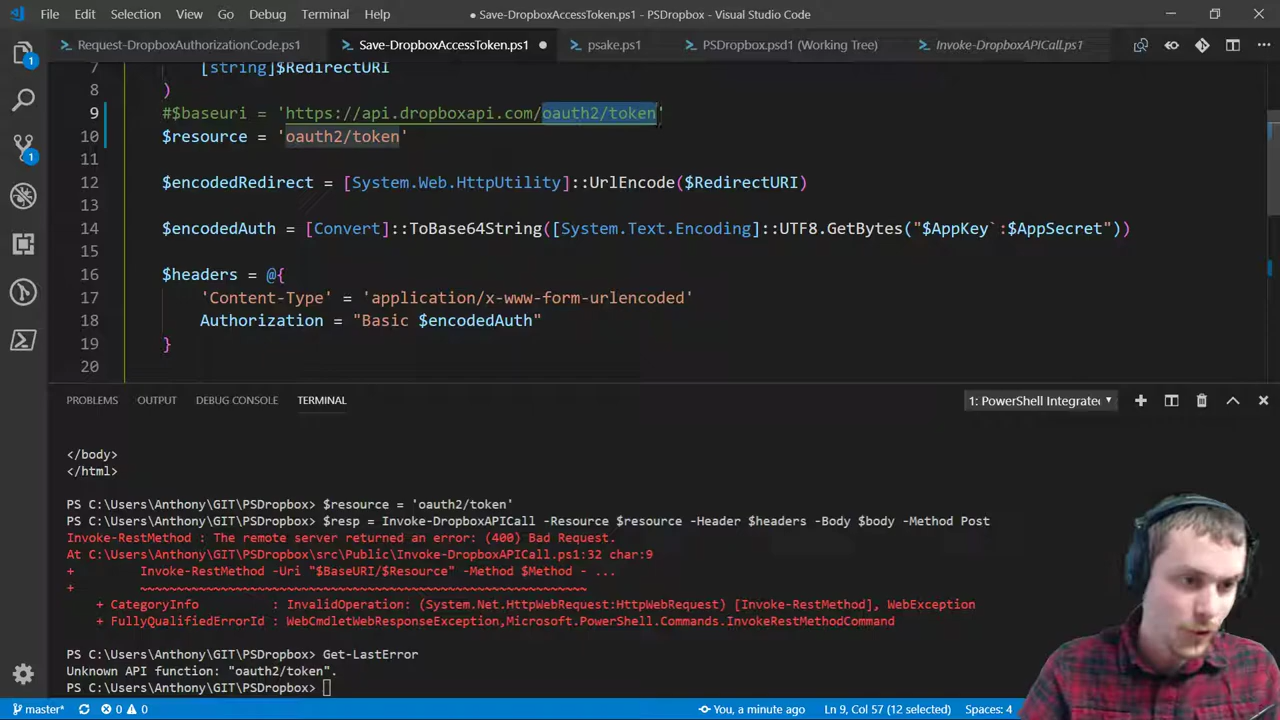 File Edit Selection View Go Debug Terminal Help
● Save-DropboxAccessToken.ps1 - PSDropbox - Visual Studio Code
Request-DropboxAuthorizationCode.ps1
Save-DropboxAccessToken.ps1 ●
psake.ps1
PSDropbox.psd1 (Working Tree)
Invoke-DropboxAPICall.ps1
7 [string]$RedirectURI
8 )
9 #$baseuri = 'https://api.dropboxapi.com/oauth2/token'
10 $resource = 'oauth2/token'
11
12 $encodedRedirect = [System.Web.HttpUtility]::UrlEncode($RedirectURI)
13
14 $encodedAuth = [Convert]::ToBase64String([System.Text.Encoding]::UTF8.GetBytes("$AppKey`:$AppSecret"))
15
16 $headers = @{
17 'Content-Type' = 'application/x-www-form-urlencoded'
18 Authorization = "Basic $encodedAuth"
19 }
20
PROBLEMS OUTPUT DEBUG CONSOLE TERMINAL
1: PowerShell Integrated
</body>
</html>
PS C:\Users\Anthony\GIT\PSDropbox> $resource = 'oauth2/token'
PS C:\Users\Anthony\GIT\PSDropbox> $resp = Invoke-DropboxAPICall -Resource $resource -Header $headers -Body $body -Method Post
Invoke-RestMethod : The remote server returned an error: (400) Bad Request.
At C:\Users\Anthony\GIT\PSDropbox\src\Public\Invoke-DropboxAPICall.ps1:32 char:9
+ Invoke-RestMethod -Uri "$BaseURI/$Resource" -Method $Method - ...
+ ~~~~~~~~~~~~~~~~~~~~~~~~~~~~~~~~~~~~~~~~~~~~~~~~~~~~~~~~~~~~~
+ CategoryInfo : InvalidOperation: (System.Net.HttpWebRequest:HttpWebRequest) [Invoke-RestMethod], WebException
+ FullyQualifiedErrorId : WebCmdletWebResponseException,Microsoft.PowerShell.Commands.InvokeRestMethodCommand
PS C:\Users\Anthony\GIT\PSDropbox> Get-LastError
Unknown API function: "oauth2/token".
PS C:\Users\Anthony\GIT\PSDropbox>
master* 0 0
You, a minute ago
Ln 9, Col 57 (12 selected)
Spaces: 4